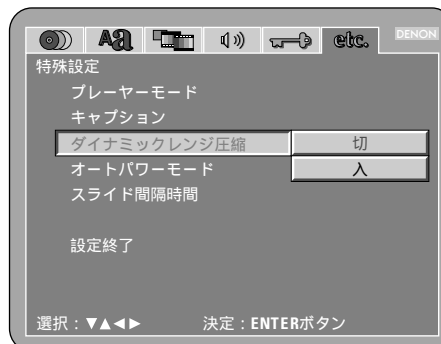 Aあ etc. DENON
特殊設定
プレーヤーモード
キャプション
ダイナミックレンジ圧縮 切
オートパワーモード 入
スライド間隔時間
設定終了
選択：▼▲◀▶ 決定：ENTERボタン